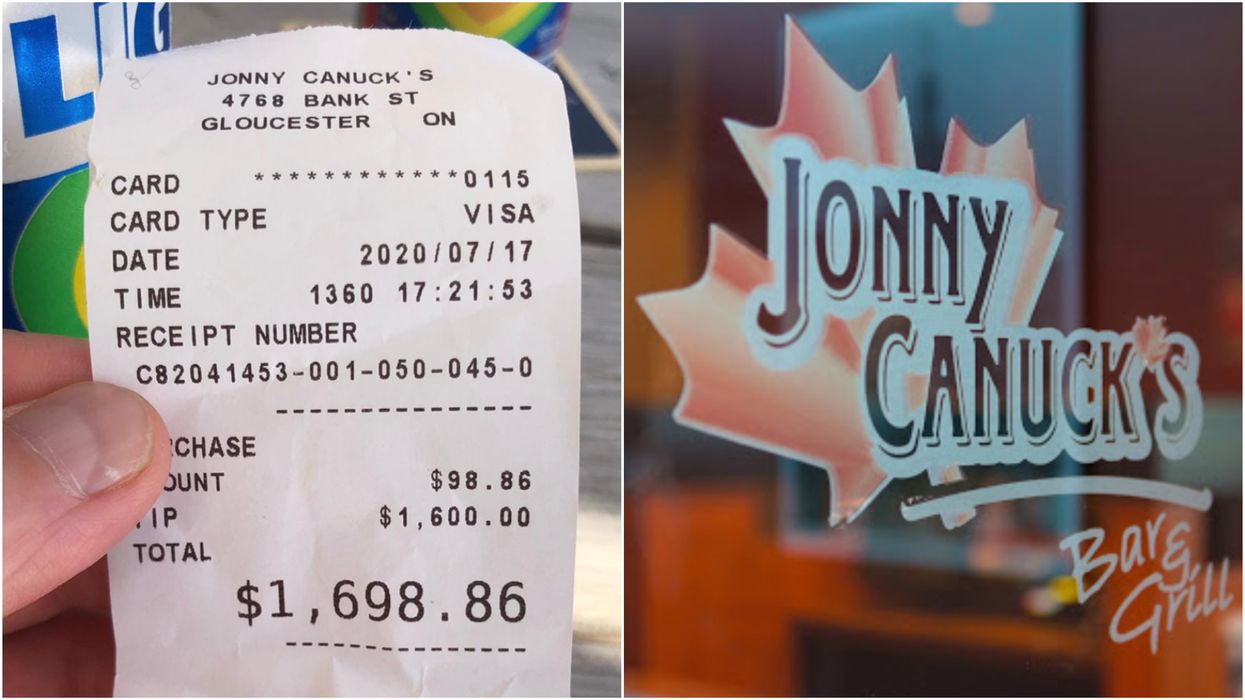 JONNY CANUCK'S
4768 BANK ST
GLOUCESTER ON
CARD ************0115
CARD TYPE VISA
DATE 2020/07/17
TIME 1360 17:21:53
RECEIPT NUMBER
C82041453-001-050-045-0
CHASE
OUNT $98.86
IP $1,600.00
TOTAL
$1,698.86
JONNY
CANUCK'S
Bar &
Grill